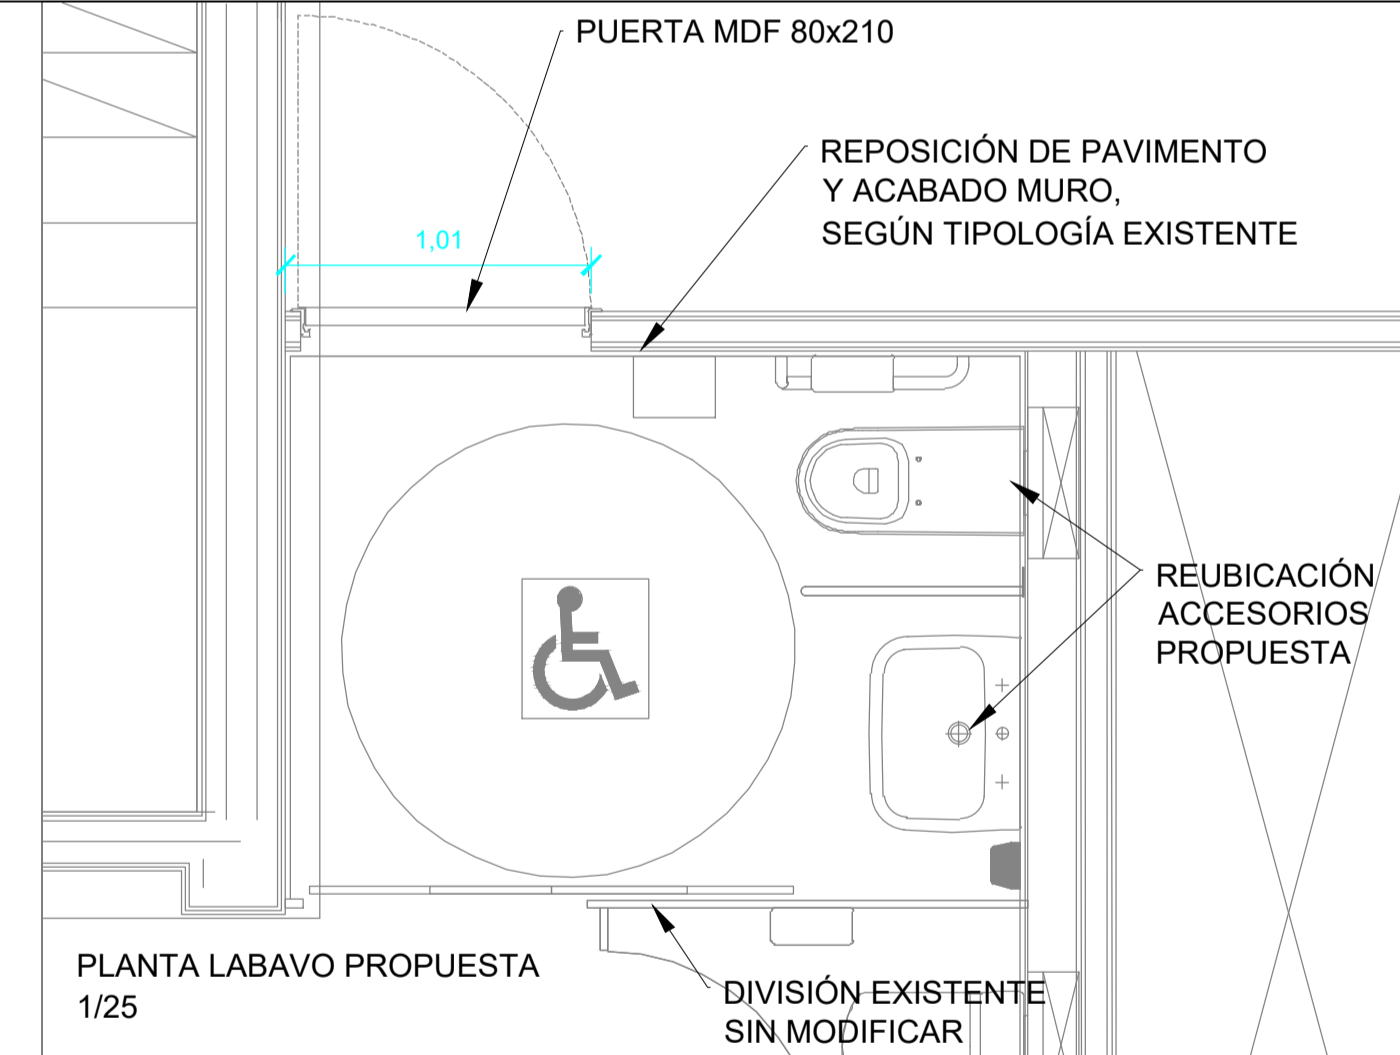 PUERTA MDF 80x210
REPOSICIÓN DE PAVIMENTO
Y ACABADO MURO,
SEGÚN TIPOLOGÍA EXISTENTE
1,01
REUBICACIÓN
ACCESORIOS
PROPUESTA
PLANTA LABAVO PROPUESTA
1/25
DIVISIÓN EXISTENTE
SIN MODIFICAR